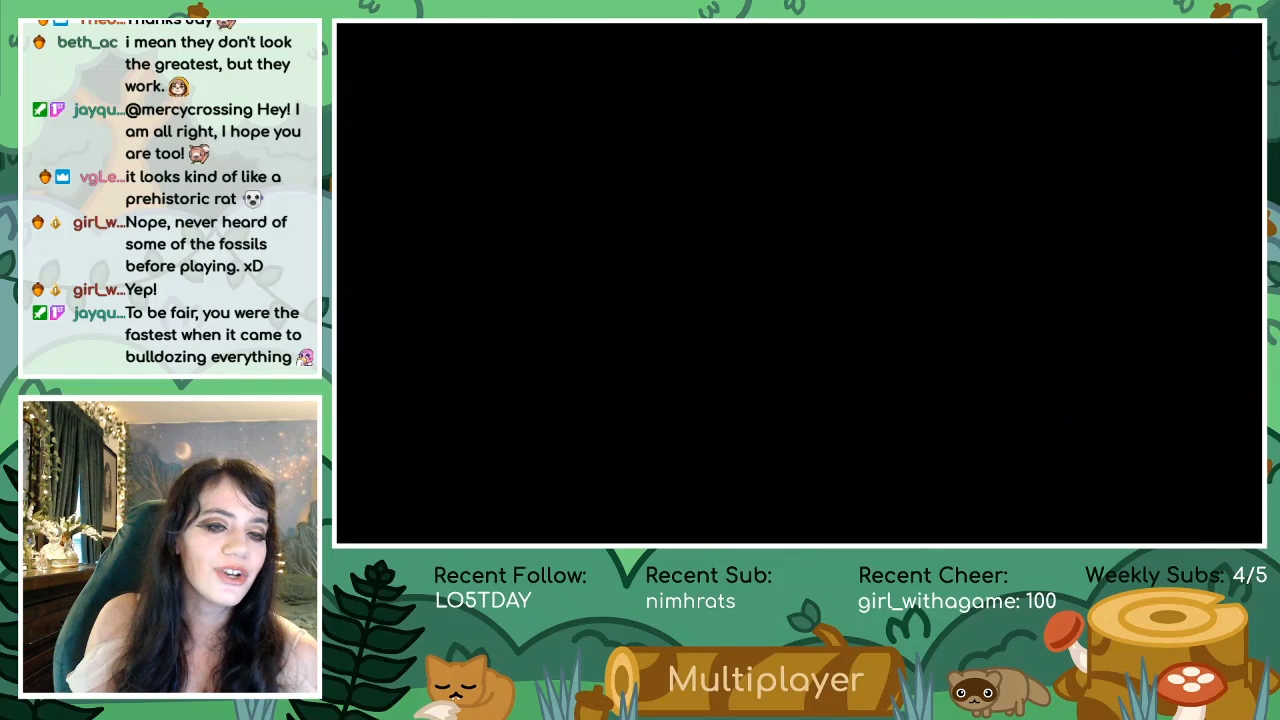 Thanks Jay
beth_ac i mean they don't look
the greatest, but they
work.
jayqu... @mercycrossing Hey! I
am all right, I hope you
are too!
vgLe... it looks kind of like a
prehistoric rat
girl_w... Nope, never heard of
some of the fossils
before playing. xD
girl_w... Yep!
jayqu... To be fair, you were the
fastest when it came to
bulldozing everything
Recent Follow:
LO5TDAY
Recent Sub:
nimhrats
Recent Cheer:
girl_withagame: 100
Weekly Subs: 4/5
Multiplayer